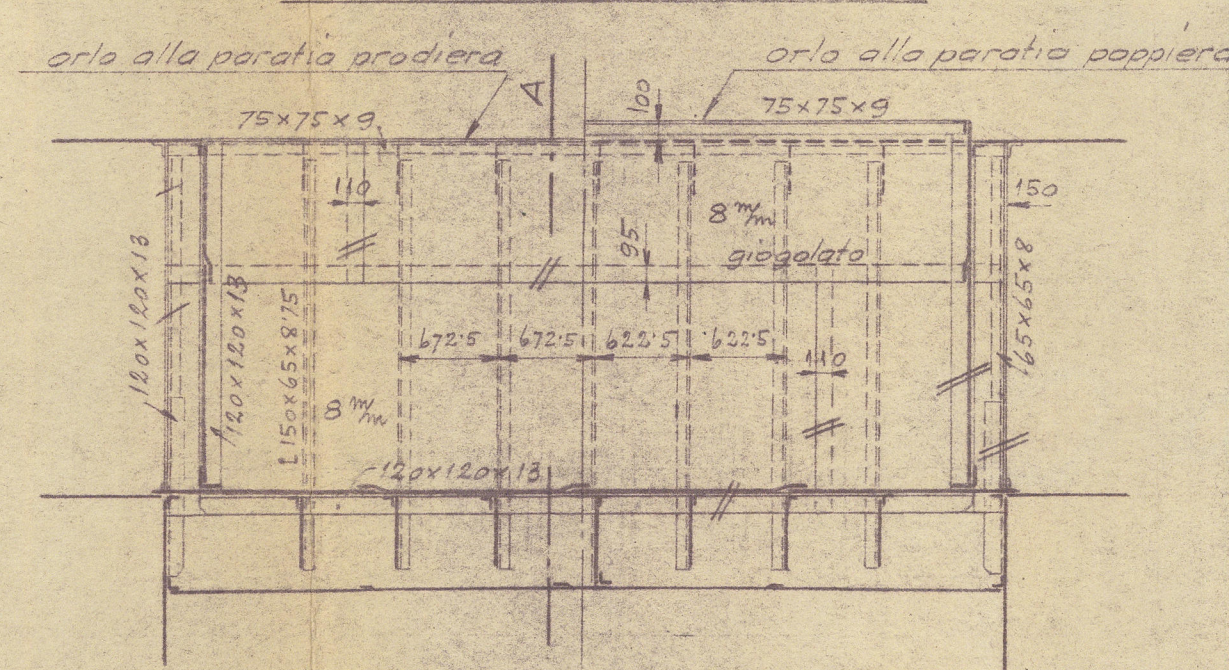 orlo alla paratia prodiera
orlo alla paratia poppiera
A
100
75×75×9
75×75×9
110
150
8 m/m
95
giogolato
120×120×13
120×120×13
L150×65×8'75
165×65×8
672·5
672·5
622·5
622·5
110
8 m/m
120×120×13